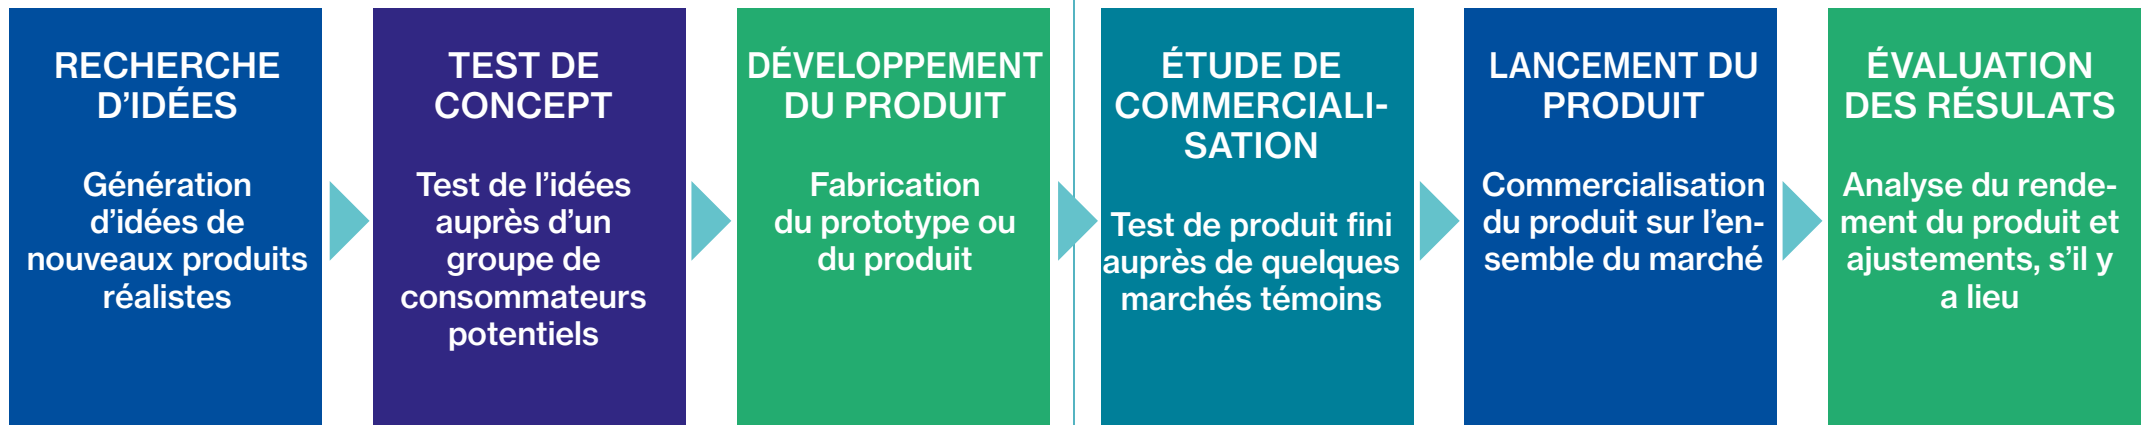 RECHERCHE
D’IDÉES
Génération
d’idées de
nouveaux produits
réalistes
TEST DE
CONCEPT
Test de l’idées
auprès d’un
groupe de
consommateurs
potentiels
DÉVELOPPEMENT
DU PRODUIT
Fabrication
du prototype ou
du produit
ÉTUDE DE
COMMERCIALI-
SATION
Test de produit fini
auprès de quelques
marchés témoins
LANCEMENT DU
PRODUIT
Commercialisation
du produit sur l’en-
semble du marché
ÉVALUATION
DES RÉSULATS
Analyse du rende-
ment du produit et
ajustements, s’il y
a lieu